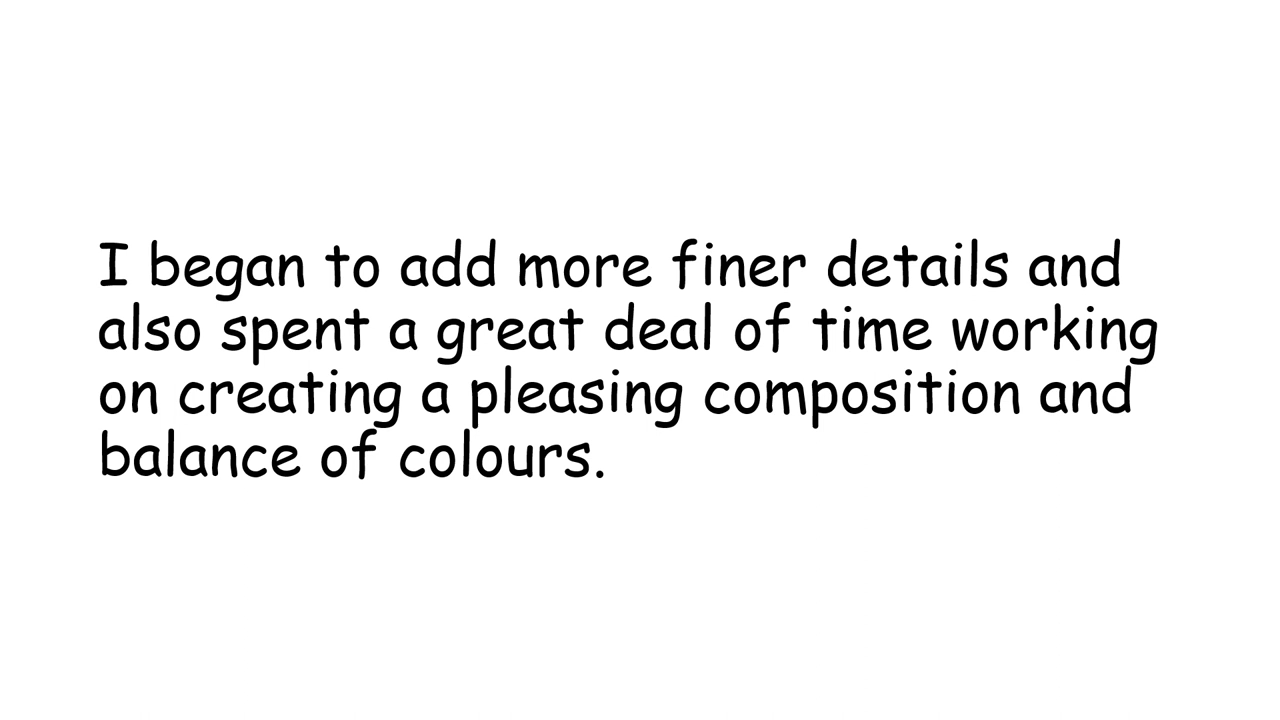 I began to add more finer details and
also spent a great deal of time working
on creating a pleasing composition and
balance of colours.